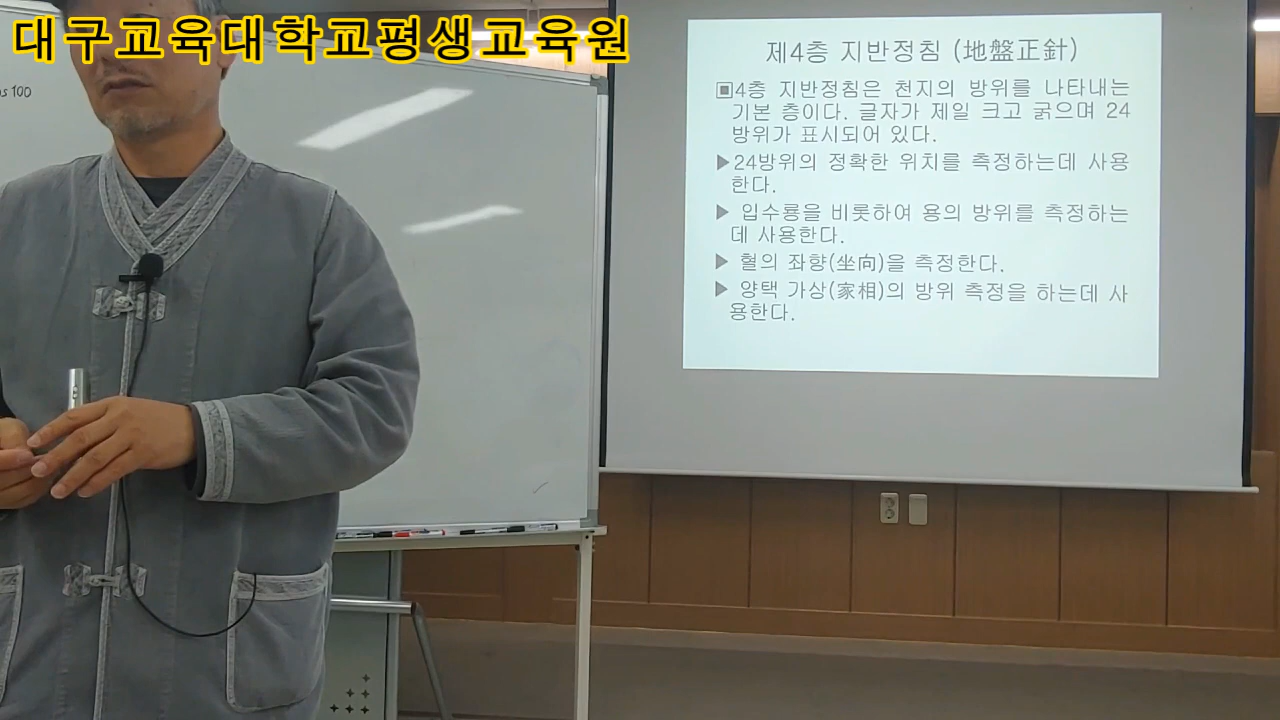 대구교육대학교평생교육원
100
제4층 지반정침 (地盤正針)
▣4층 지반정침은 천지의 방위를 나타내는
기본 층이다. 글자가 제일 크고 굵으며 24
방위가 표시되어 있다.
▶24방위의 정확한 위치를 측정하는데 사용
한다.
▶ 입수룡을 비롯하여 용의 방위를 측정하는
데 사용한다.
▶ 혈의 좌향(坐向)을 측정한다.
▶ 양택 가상(家相)의 방위 측정을 하는데 사
용한다.